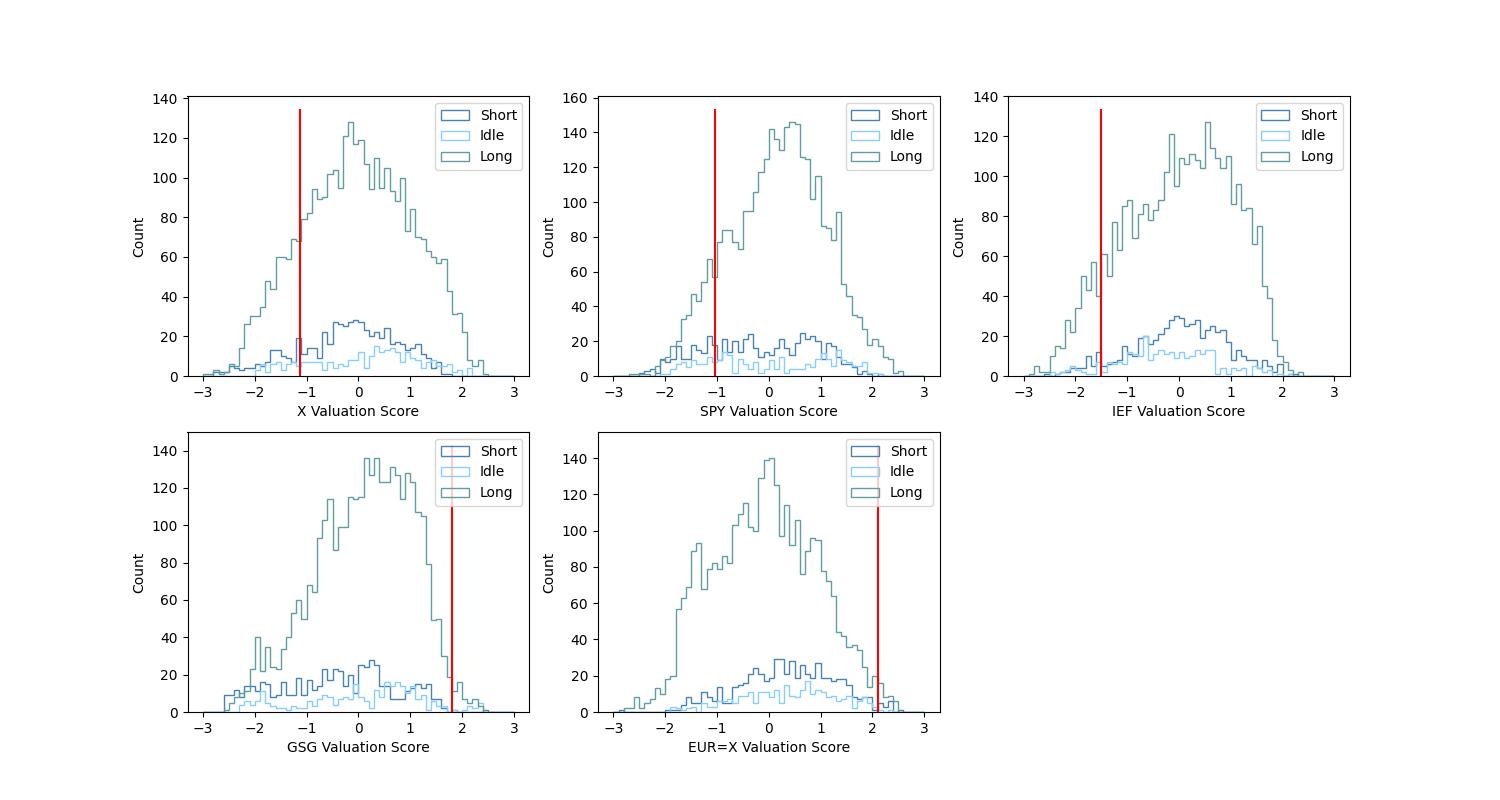 140
120
100
80
60
40
20
0
Count
−3 −2 −1 0 1 2 3
X Valuation Score
Short
Idle
Long
160
140
120
100
80
60
40
20
0
Count
−3 −2 −1 0 1 2 3
SPY Valuation Score
Short
Idle
Long
140
120
100
80
60
40
20
0
Count
−3 −2 −1 0 1 2 3
IEF Valuation Score
Short
Idle
Long
140
120
100
80
60
40
20
0
Count
−3 −2 −1 0 1 2 3
GSG Valuation Score
Short
Idle
Long
140
120
100
80
60
40
20
0
Count
−3 −2 −1 0 1 2 3
EUR=X Valuation Score
Short
Idle
Long